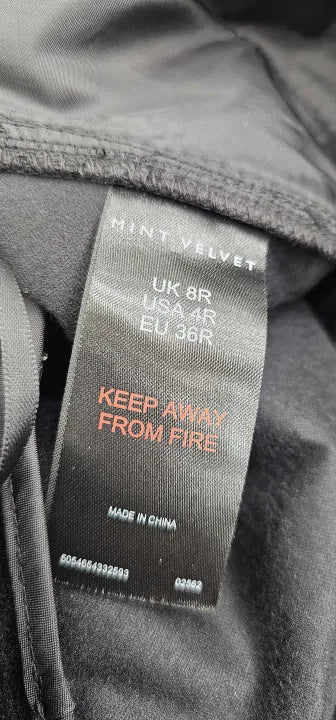 MINT VELVET
UK 8R
USA 4R
EU 36R
KEEP AWAY
FROM FIRE
MADE IN CHINA
5054654332593 02562